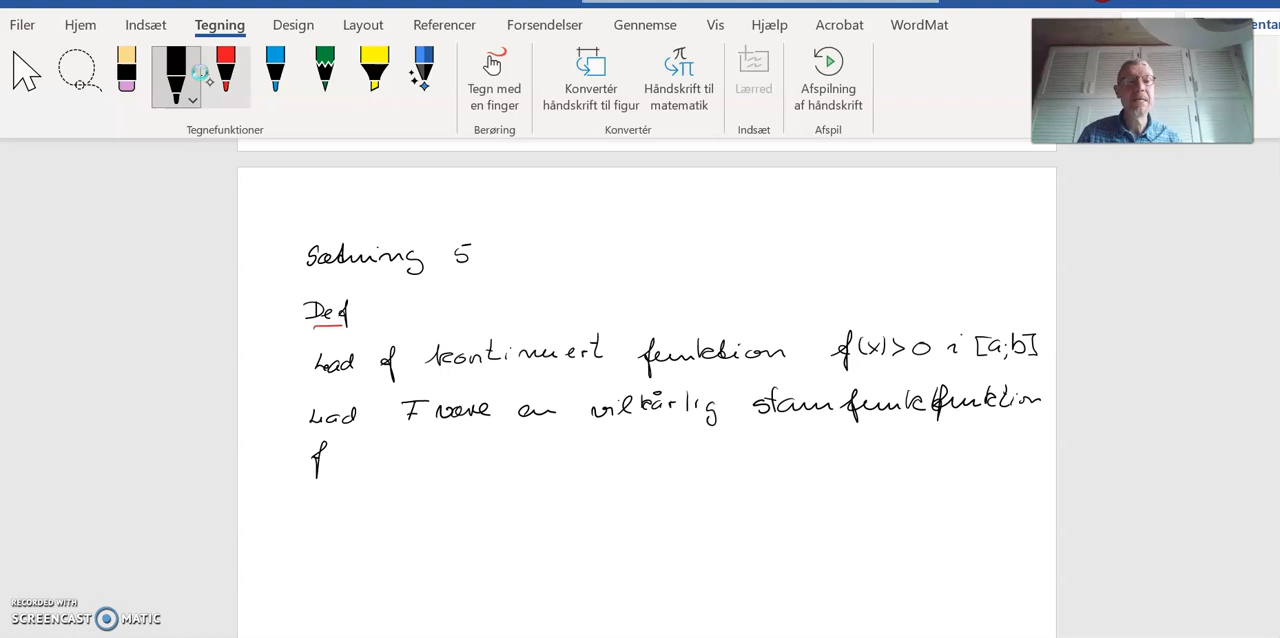 Filer Hjem Indsæt Tegning Design Layout Referencer Forsendelser Gennemse Vis Hjælp Acrobat WordMat
Tegn med en finger
Konvertér håndskrift til figur
Håndskrift til matematik
Lærred
Afspilning af håndskrift
Tegnefunktioner Berøring Konvertér Indsæt Afspil
Sætning 5
Def
Lad f kontinuert funktion f(x)>0 i [a;b]
Lad F være en vilkårlig stamfunkfunktion
f
RECORDED WITH
SCREENCAST MATIC